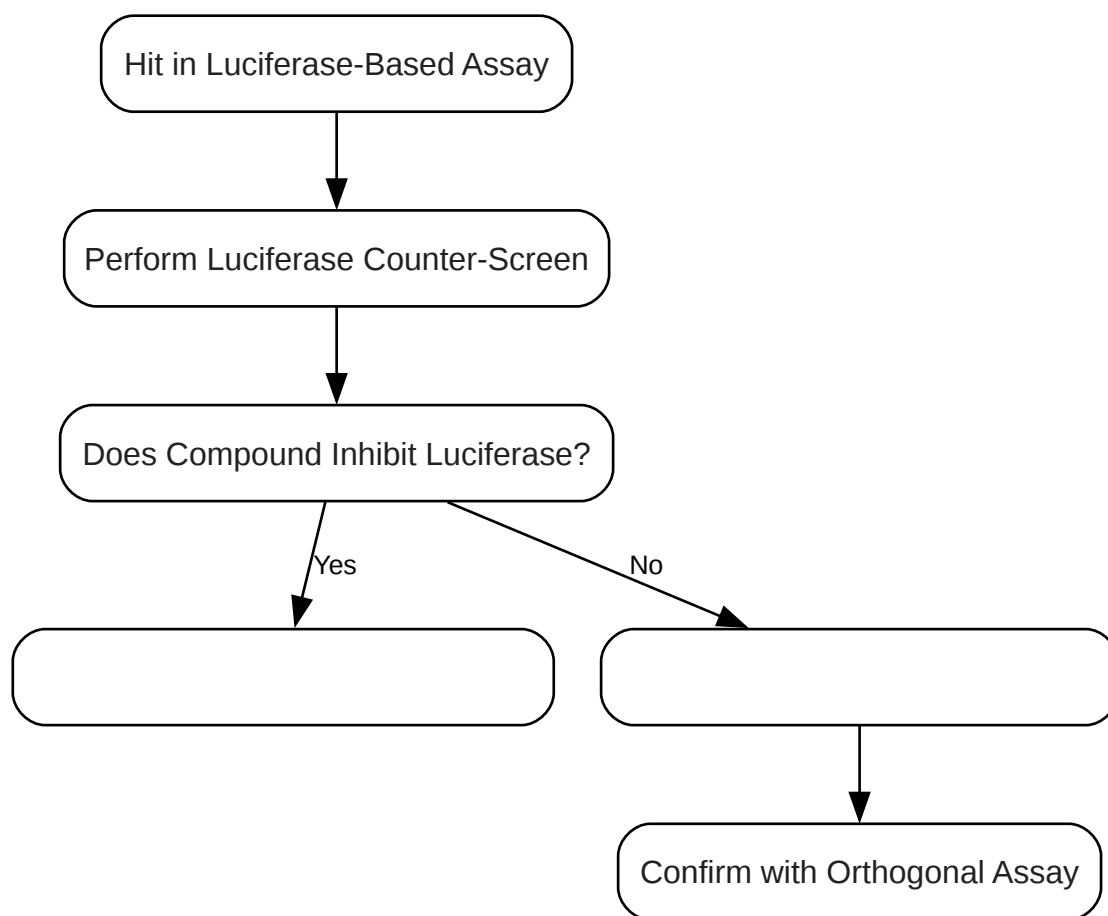 Hit in Luciferase-Based Assay
Perform Luciferase Counter-Screen
Does Compound Inhibit Luciferase?
Yes
No
Confirm with Orthogonal Assay